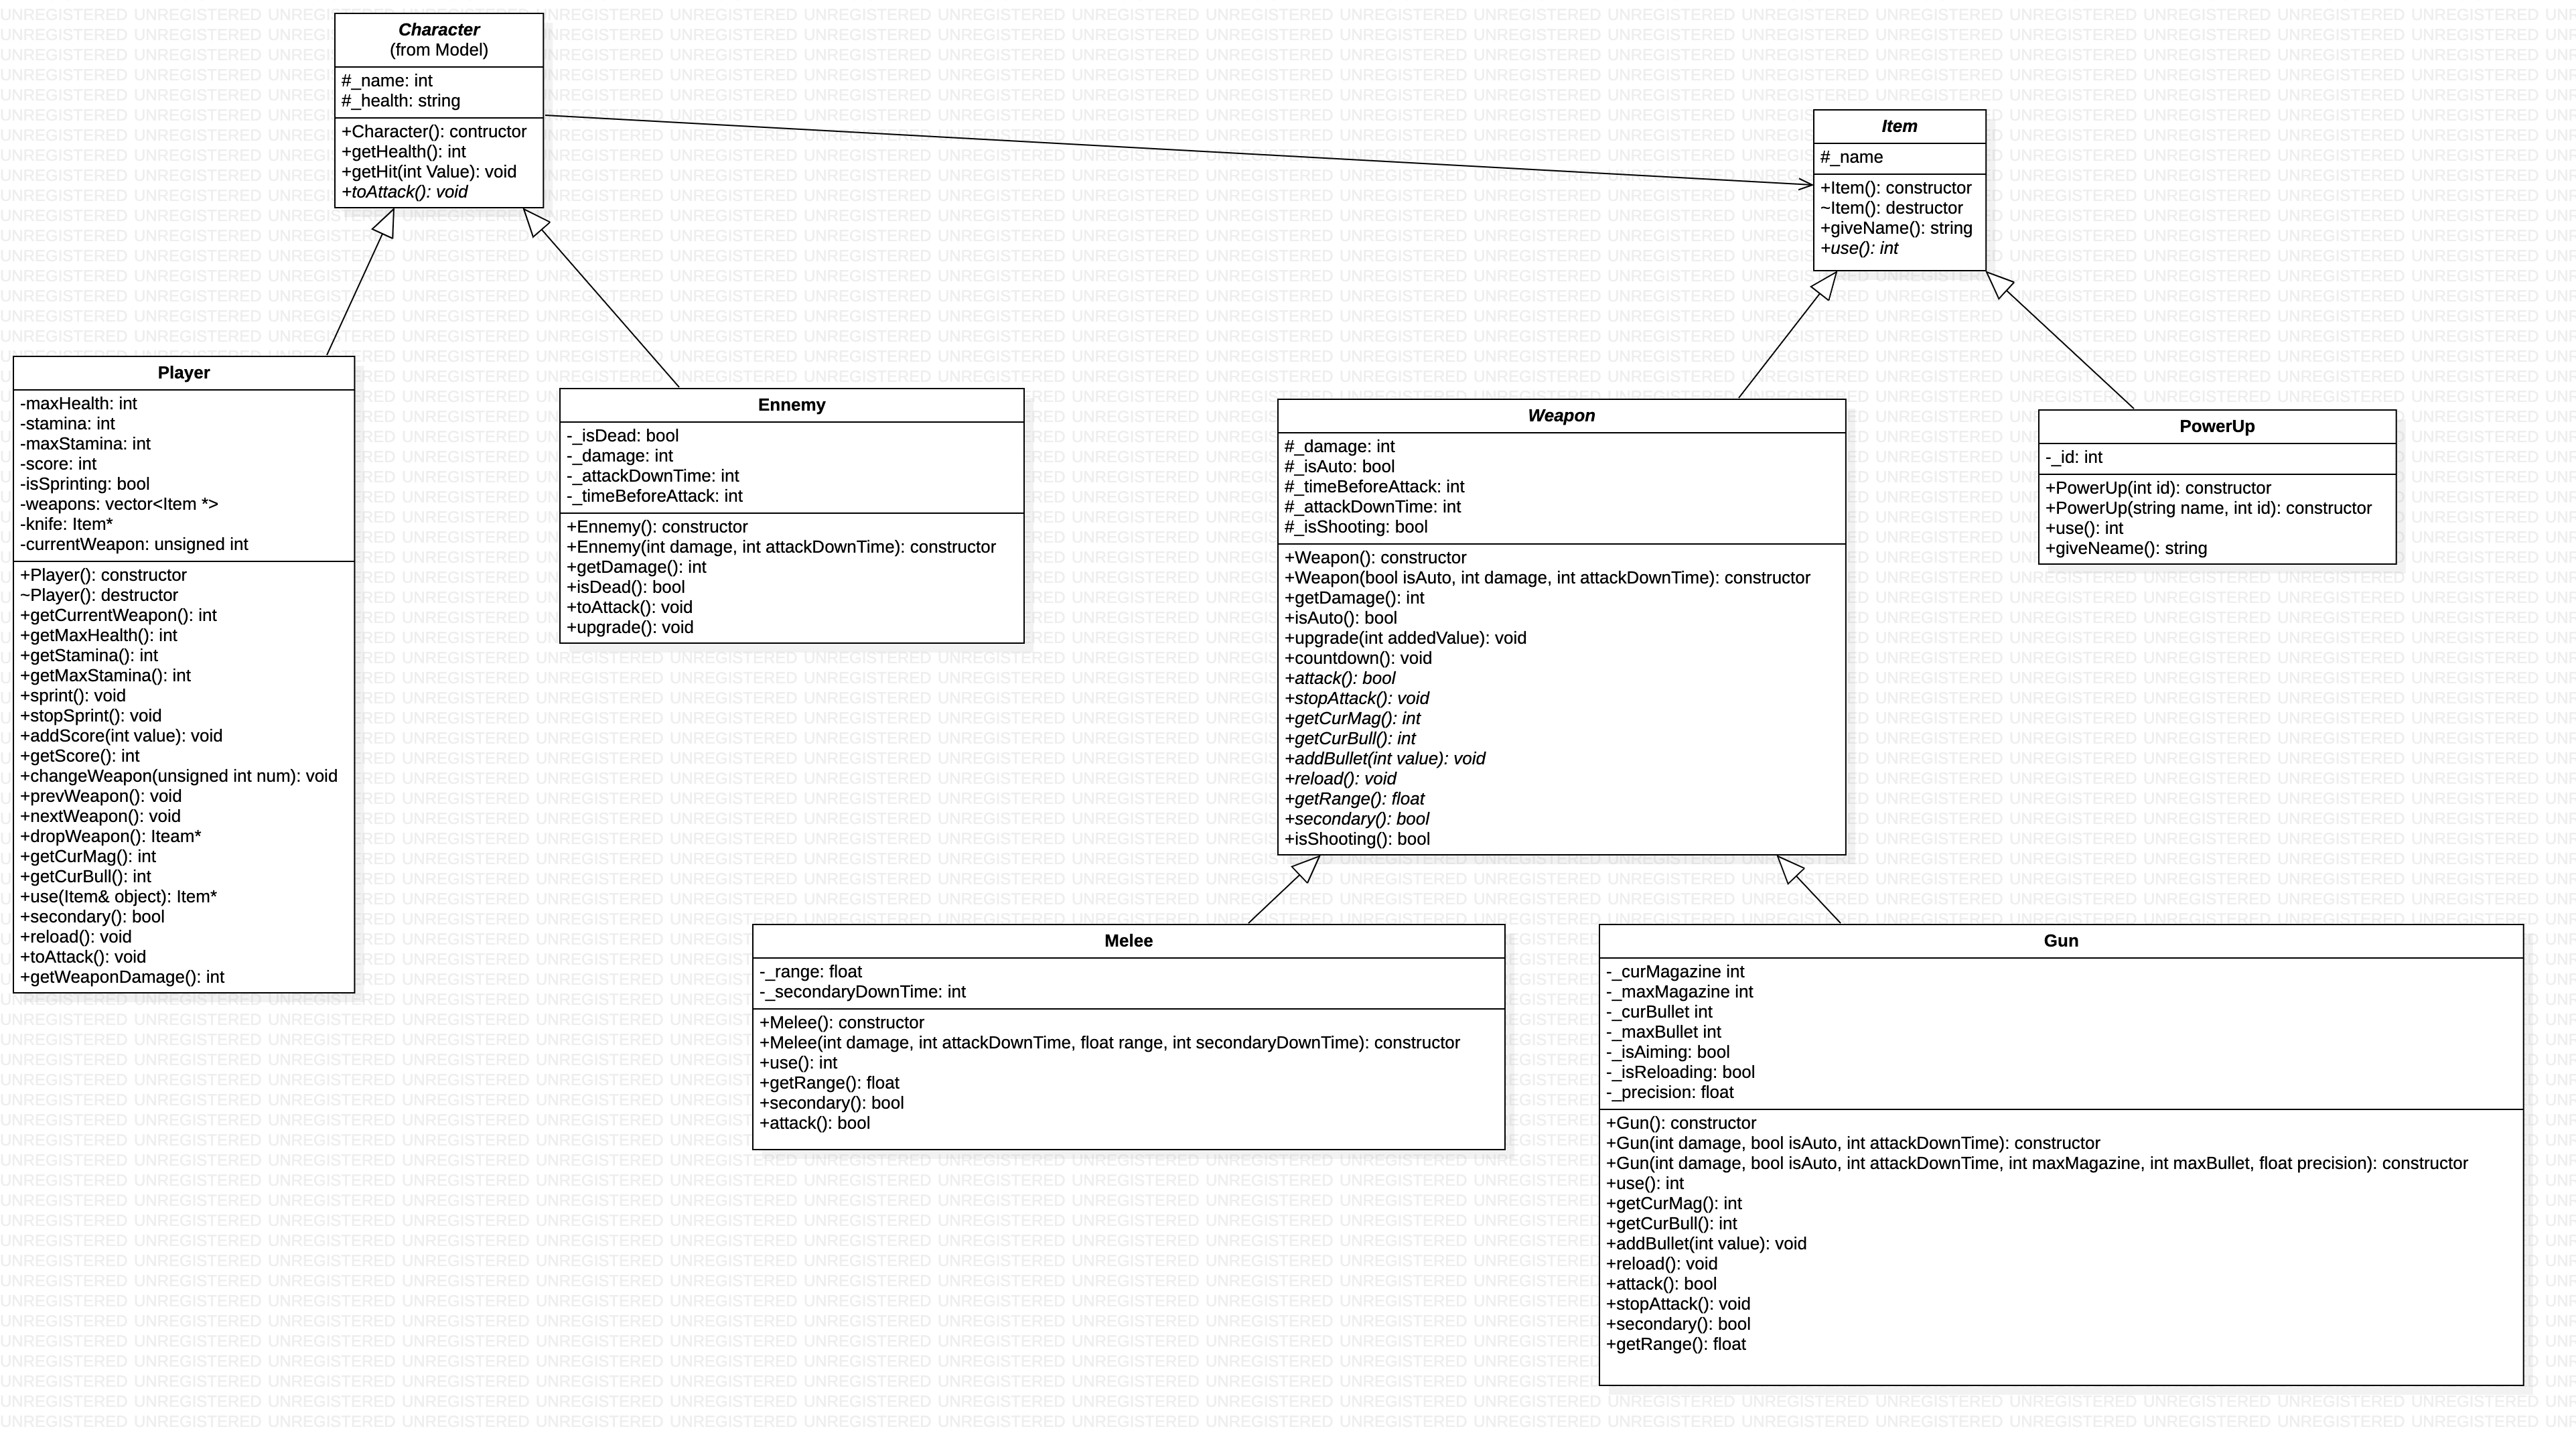 Character
(from Model)
#_name: int
#_health: string
+Character(): contructor
+getHealth(): int
+getHit(int Value): void
+toAttack(): void
Item
#_name
+Item(): constructor
~Item(): destructor
+giveName(): string
+use(): int
Player
-maxHealth: int
-stamina: int
-maxStamina: int
-score: int
-isSprinting: bool
-weapons: vector<Item *>
-knife: Item*
-currentWeapon: unsigned int
+Player(): constructor
~Player(): destructor
+getCurrentWeapon(): int
+getMaxHealth(): int
+getStamina(): int
+getMaxStamina(): int
+sprint(): void
+stopSprint(): void
+addScore(int value): void
+getScore(): int
+changeWeapon(unsigned int num): void
+prevWeapon(): void
+nextWeapon(): void
+dropWeapon(): Iteam*
+getCurMag(): int
+getCurBull(): int
+use(Item& object): Item*
+secondary(): bool
+reload(): void
+toAttack(): void
+getWeaponDamage(): int
Ennemy
-_isDead: bool
-_damage: int
-_attackDownTime: int
-_timeBeforeAttack: int
+Ennemy(): constructor
+Ennemy(int damage, int attackDownTime): constructor
+getDamage(): int
+isDead(): bool
+toAttack(): void
+upgrade(): void
Weapon
#_damage: int
#_isAuto: bool
#_timeBeforeAttack: int
#_attackDownTime: int
#_isShooting: bool
+Weapon(): constructor
+Weapon(bool isAuto, int damage, int attackDownTime): constructor
+getDamage(): int
+isAuto(): bool
+upgrade(int addedValue): void
+countdown(): void
+attack(): bool
+stopAttack(): void
+getCurMag(): int
+getCurBull(): int
+addBullet(int value): void
+reload(): void
+getRange(): float
+secondary(): bool
+isShooting(): bool
PowerUp
-_id: int
+PowerUp(int id): constructor
+PowerUp(string name, int id): constructor
+use(): int
+giveNeame(): string
Melee
-_range: float
-_secondaryDownTime: int
+Melee(): constructor
+Melee(int damage, int attackDownTime, float range, int secondaryDownTime): constructor
+use(): int
+getRange(): float
+secondary(): bool
+attack(): bool
Gun
-_curMagazine int
-_maxMagazine int
-_curBullet int
-_maxBullet int
-_isAiming: bool
-_isReloading: bool
-_precision: float
+Gun(): constructor
+Gun(int damage, bool isAuto, int attackDownTime): constructor
+Gun(int damage, bool isAuto, int attackDownTime, int maxMagazine, int maxBullet, float precision): constructor
+use(): int
+getCurMag(): int
+getCurBull(): int
+addBullet(int value): void
+reload(): void
+attack(): bool
+stopAttack(): void
+secondary(): bool
+getRange(): float
UNREGISTERED